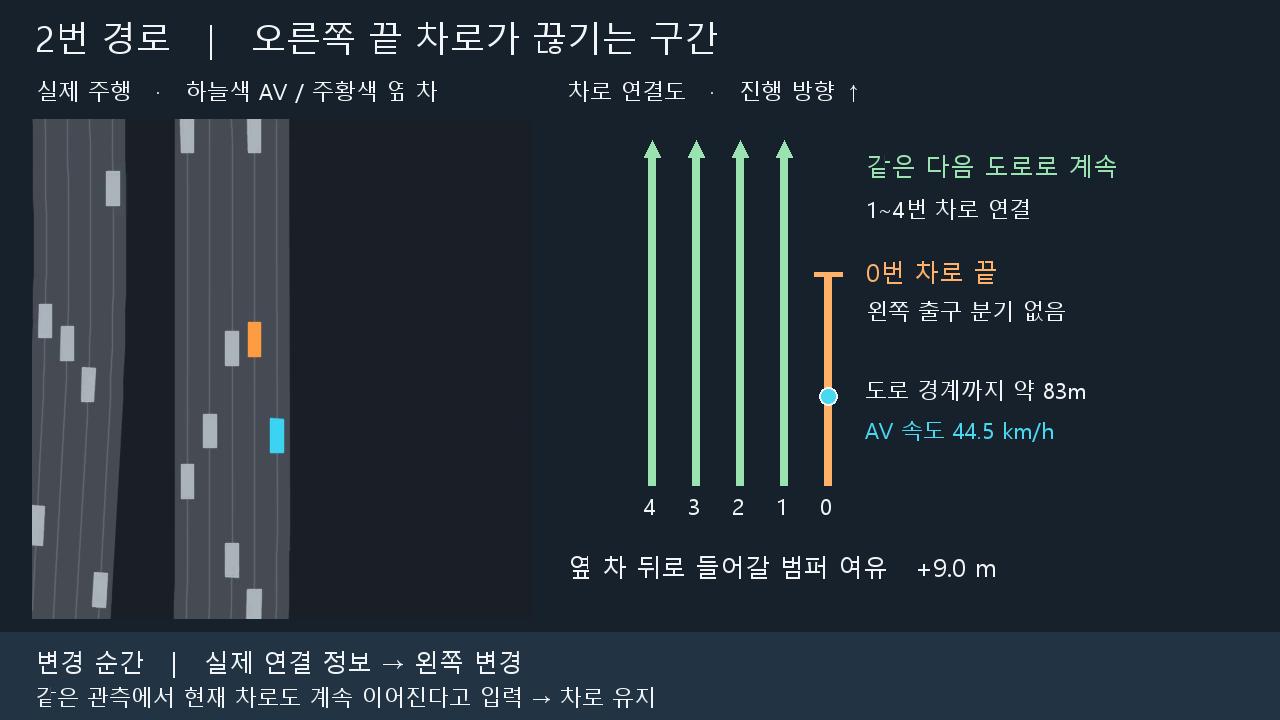 2번 경로 | 오른쪽 끝 차로가 끊기는 구간
실제 주행 · 하늘색 AV / 주황색 옆 차
차로 연결도 · 진행 방향 ↑
같은 다음 도로로 계속
1~4번 차로 연결
0번 차로 끝
왼쪽 출구 분기 없음
도로 경계까지 약 83m
AV 속도 44.5 km/h
4 3 2 1 0
옆 차 뒤로 들어갈 범퍼 여유 +9.0 m
변경 순간 | 실제 연결 정보 → 왼쪽 변경
같은 관측에서 현재 차로도 계속 이어진다고 입력 → 차로 유지